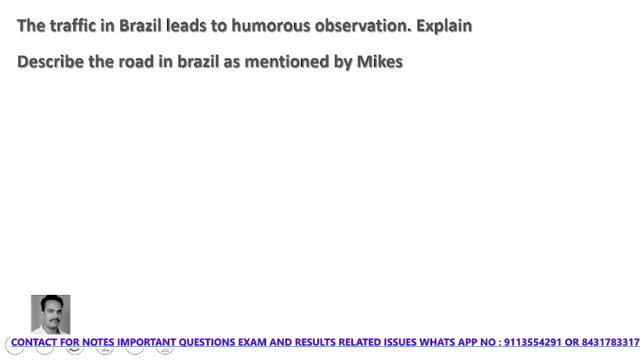 The traffic in Brazil leads to humorous observation. Explain
Describe the road in brazil as mentioned by Mikes
CONTACT FOR NOTES IMPORTANT QUESTIONS EXAM AND RESULTS RELATED ISSUES WHATS APP NO : 9113554291 OR 8431783317